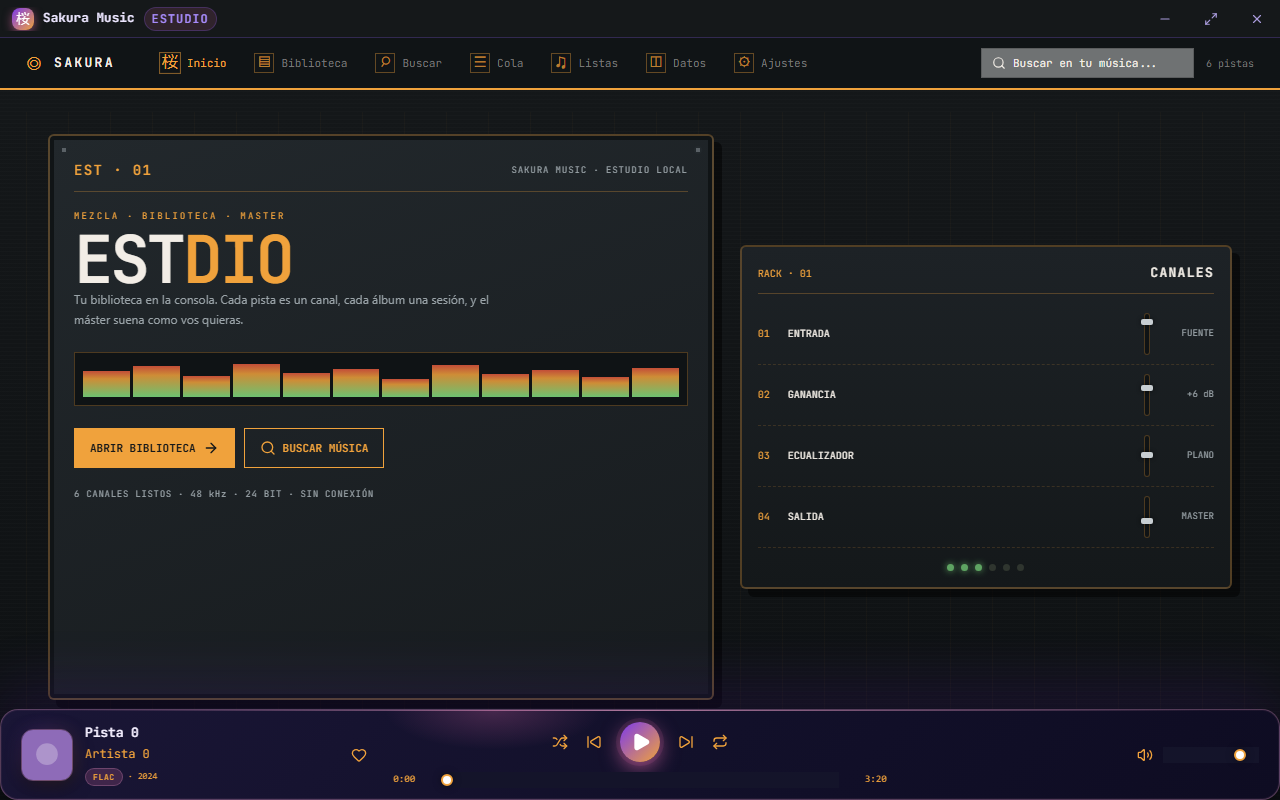 桜 Sakura Music ESTUDIO
SAKURA 桜 Inicio Biblioteca Buscar Cola Listas Datos Ajustes Buscar en tu música... 6 pistas
EST · 01 SAKURA MUSIC · ESTUDIO LOCAL
MEZCLA · BIBLIOTECA · MASTER
ESTDIO
Tu biblioteca en la consola. Cada pista es un canal, cada álbum una sesión, y el
máster suena como vos quieras.
ABRIR BIBLIOTECA BUSCAR MÚSICA
6 CANALES LISTOS · 48 kHz · 24 BIT · SIN CONEXIÓN
RACK · 01 CANALES
01 ENTRADA FUENTE
02 GANANCIA +6 dB
03 ECUALIZADOR PLANO
04 SALIDA MASTER
Pista 0
Artista 0
FLAC · 2024
0:00 3:20